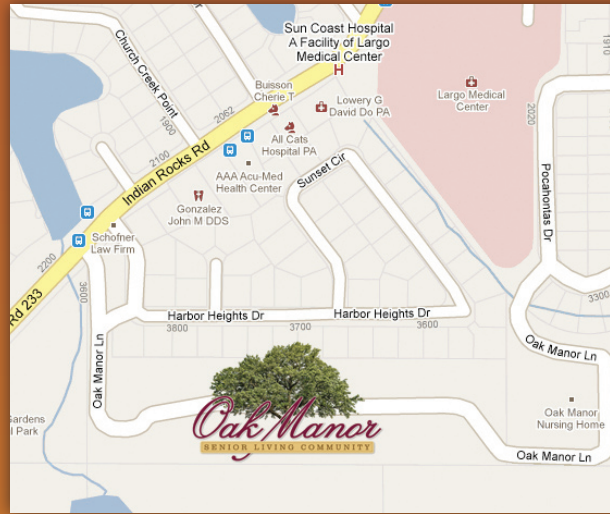 Sun Coast Hospital
A Facility of Largo
Medical Center
H
Church Creek Point
1900
2062
Buisson
Cherie T
Lowery G
David Do PA
Largo Medical
Center
2020
1910
Pocahontas Dr
All Cats
Hospital PA
2100
Indian Rocks Rd
AAA Acu-Med
Health Center
Sunset Cir
Gonzalez
John M DDS
Schofner
Law Firm
2200
3600
Rd 233
3300
Harbor Heights Dr
Harbor Heights Dr
3800
3700
3600
Oak Manor Ln
Oak Manor Ln
Oak Manor
SENIOR LIVING COMMUNITY
Oak Manor
Nursing Home
Gardens
l Park
Oak Manor Ln